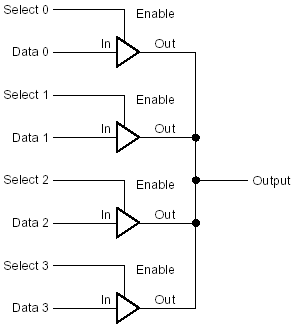 Select 0
Enable
Data 0
In
Out
Select 1
Enable
Data 1
In
Out
Select 2
Enable
Output
Data 2
In
Out
Select 3
Enable
Data 3
In
Out